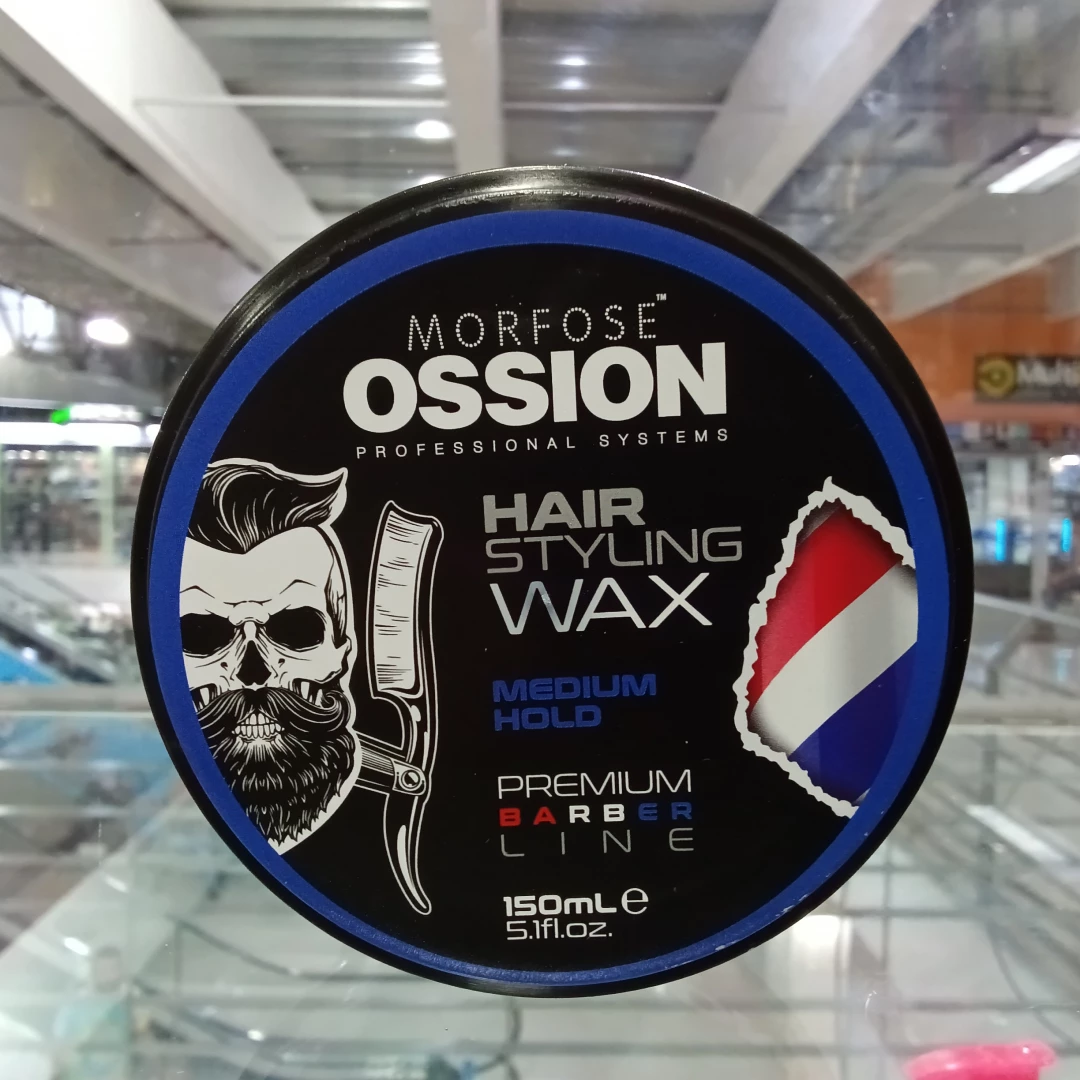 MORFOSE™
OSSION
PROFESSIONAL SYSTEMS
HAIR
STYLING
WAX
MEDIUM
HOLD
PREMIUM
BARBER
LINE
150mL ℮
5.1fl.oz.